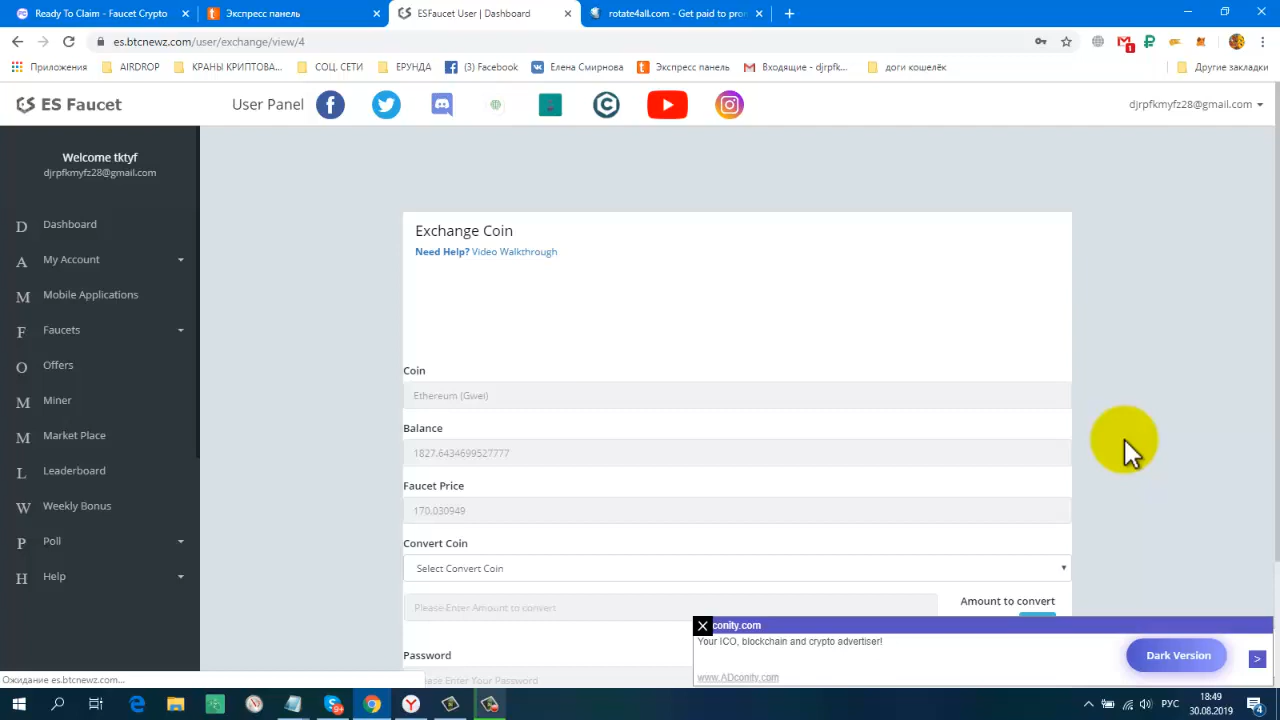 Ready To Claim - Faucet Crypto
Экспресс панель
ESFaucet User | Dashboard
rotate4all.com - Get paid to pro
es.btcnewz.com/user/exchange/view/4
Приложения
AIRDROP
КРАНЫ КРИПТОВА...
СОЦ. СЕТИ
ЕРУНДА
(3) Facebook
Елена Смирнова
Экспресс панель
Входящие - djrpfk...
доги кошелёк
Другие закладки
ES Faucet
User Panel
djrpfkmyfz28@gmail.com
Welcome tktyf
djrpfkmyfz28@gmail.com
D Dashboard
A My Account
M Mobile Applications
F Faucets
O Offers
M Miner
M Market Place
L Leaderboard
W Weekly Bonus
P Poll
H Help
Exchange Coin
Need Help? Video Walkthrough
Coin
Ethereum (Gwei)
Balance
1827.6434699527777
Faucet Price
170.030949
Convert Coin
Select Convert Coin
Please Enter Amount to convert
Amount to convert
Password
ease Enter Your Password
conity.com
Your ICO, blockchain and crypto advertiser!
www.ADconity.com
Dark Version
>
Ожидание es.btcnewz.com...
РУС
18:49
30.08.2019
4